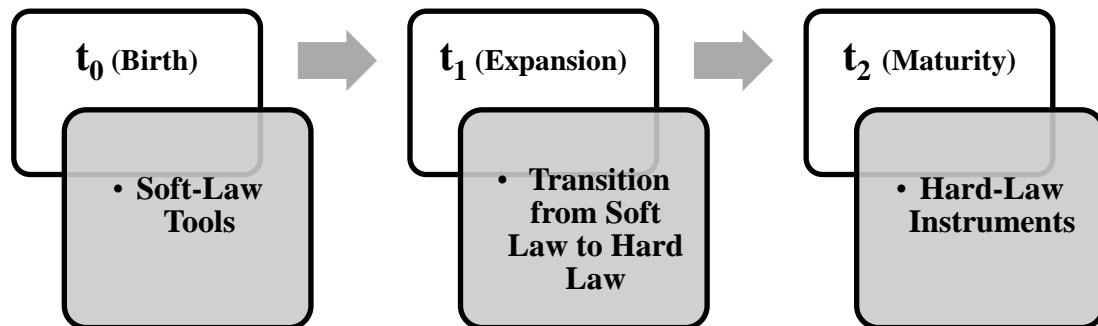 t₀ (Birth)
t₁ (Expansion)
t₂ (Maturity)
• Soft-Law
Tools
• Transition
from Soft
Law to Hard
Law
• Hard-Law
Instruments